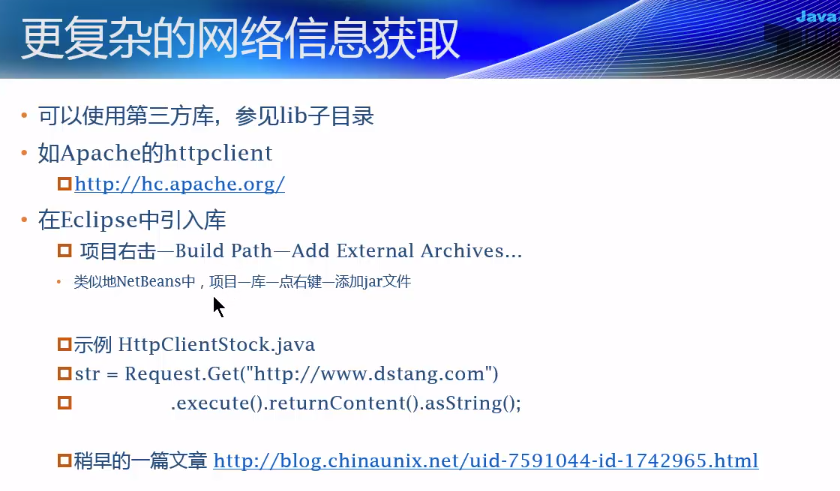 Java
更复杂的网络信息获取
可以使用第三方库，参见lib子目录
如Apache的httpclient
http://hc.apache.org/
在Eclipse中引入库
项目右击—Build Path—Add External Archives...
类似地NetBeans中，项目—库—点右键—添加jar文件
示例 HttpClientStock.java
str = Request.Get("http://www.dstang.com")
.execute().returnContent().asString();
稍早的一篇文章 http://blog.chinaunix.net/uid-7591044-id-1742965.html